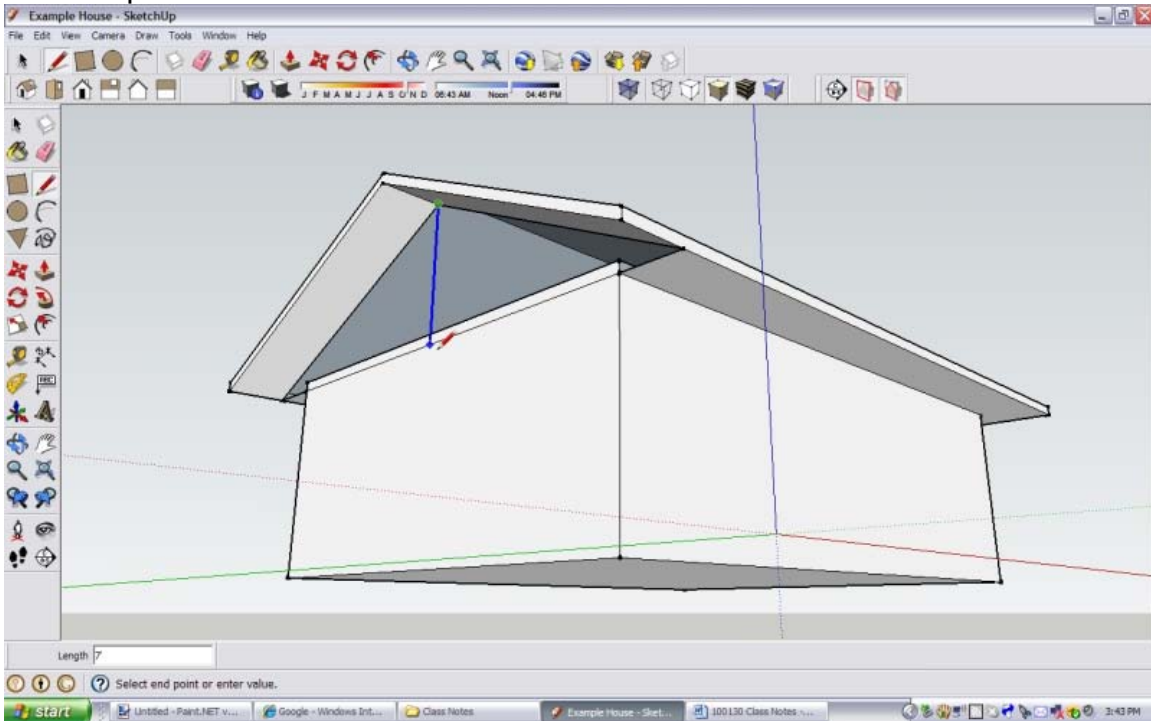 Example House - SketchUp
File Edit View Camera Draw Tools Window Help
J F M A M J J A S O N D 06:43 AM Noon 04:46 PM
Length 7'
Select end point or enter value.
start Untitled - Paint.NET v... Google - Windows Int... Class Notes Example House - Sket... 100130 Class Notes -... 3:43 PM